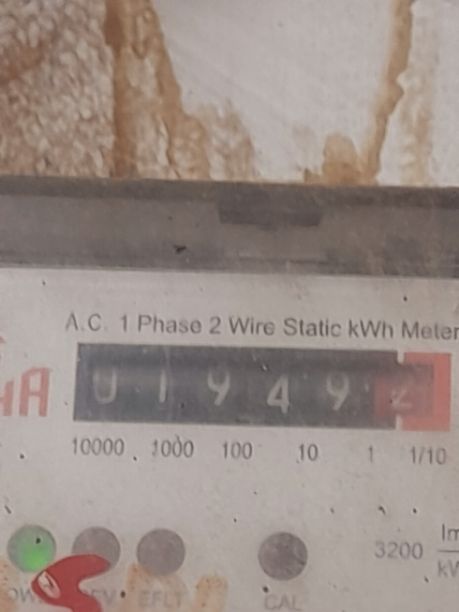 A.C. 1 Phase 2 Wire Static kWh Meter
0 1 9 4 9 2
10000 1000 100 10 1 1/10
3200
CAL